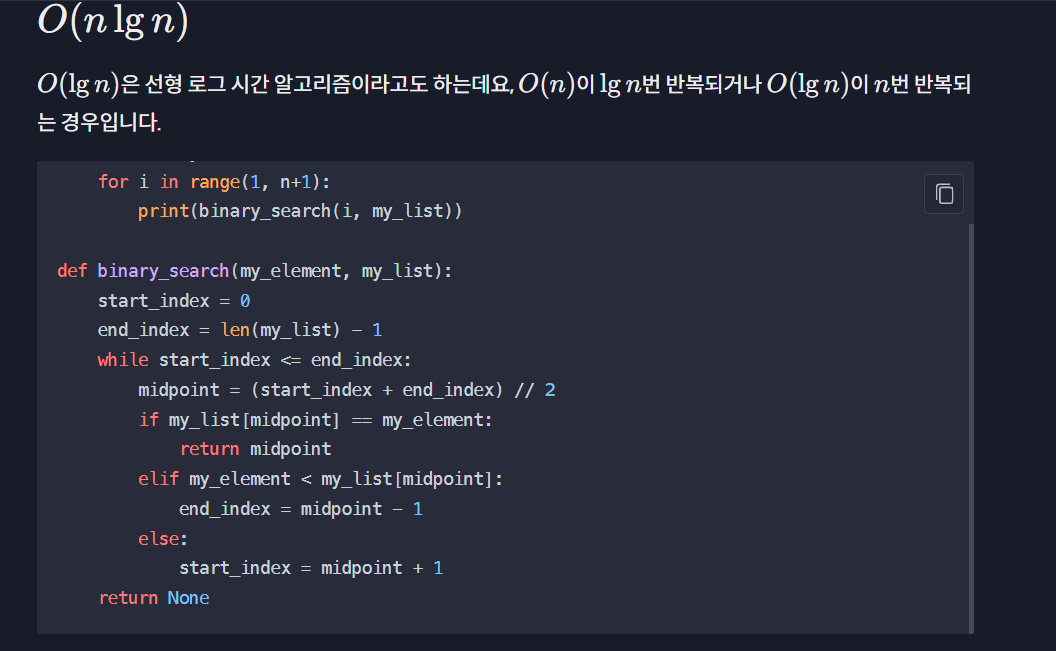 O(n lg n)
O(lg n)은 선형 로그 시간 알고리즘이라고도 하는데요, O(n)이 lg n번 반복되거나 O(lg n)이 n번 반복되
는 경우입니다.
for i in range(1, n+1):
print(binary_search(i, my_list))
def binary_search(my_element, my_list):
start_index = 0
end_index = len(my_list) - 1
while start_index <= end_index:
midpoint = (start_index + end_index) // 2
if my_list[midpoint] == my_element:
return midpoint
elif my_element < my_list[midpoint]:
end_index = midpoint - 1
else:
start_index = midpoint + 1
return None